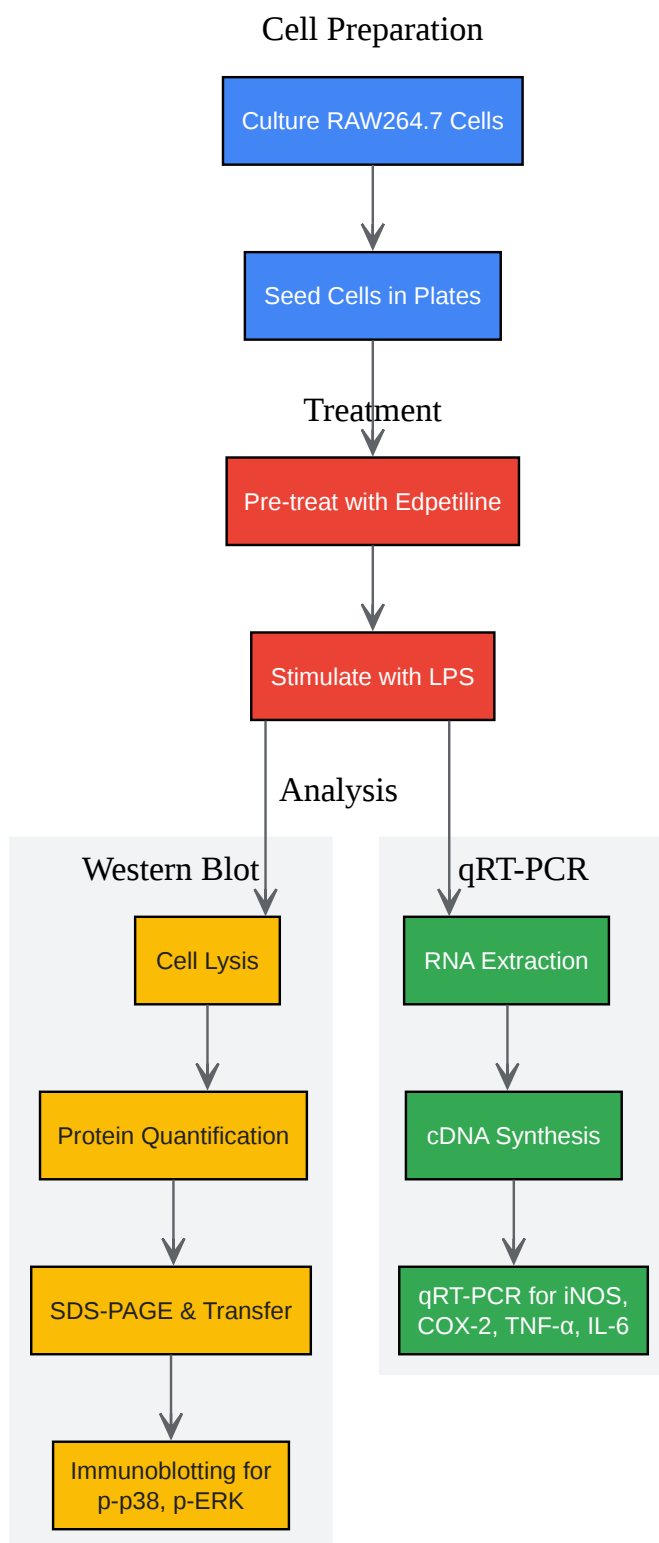 Cell Preparation
Culture RAW264.7 Cells
Seed Cells in Plates
Treatment
Pre-treat with Edpetiline
Stimulate with LPS
Analysis
Western Blot
Cell Lysis
Protein Quantification
SDS-PAGE & Transfer
Immunoblotting for
p-p38, p-ERK
qRT-PCR
RNA Extraction
cDNA Synthesis
qRT-PCR for iNOS,
COX-2, TNF-α, IL-6